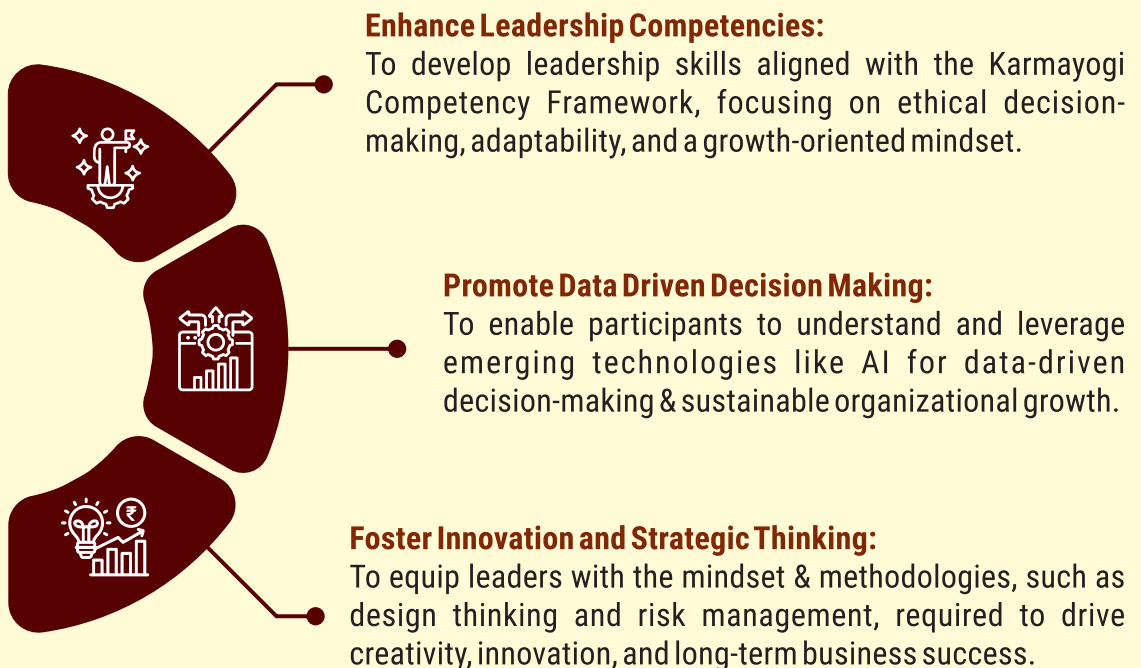 Enhance Leadership Competencies:
To develop leadership skills aligned with the Karmayogi
Competency Framework, focusing on ethical decision-
making, adaptability, and a growth-oriented mindset.
Promote Data Driven Decision Making:
To enable participants to understand and leverage
emerging technologies like AI for data-driven
decision-making & sustainable organizational growth.
₹
Foster Innovation and Strategic Thinking:
To equip leaders with the mindset & methodologies, such as
design thinking and risk management, required to drive
creativity, innovation, and long-term business success.